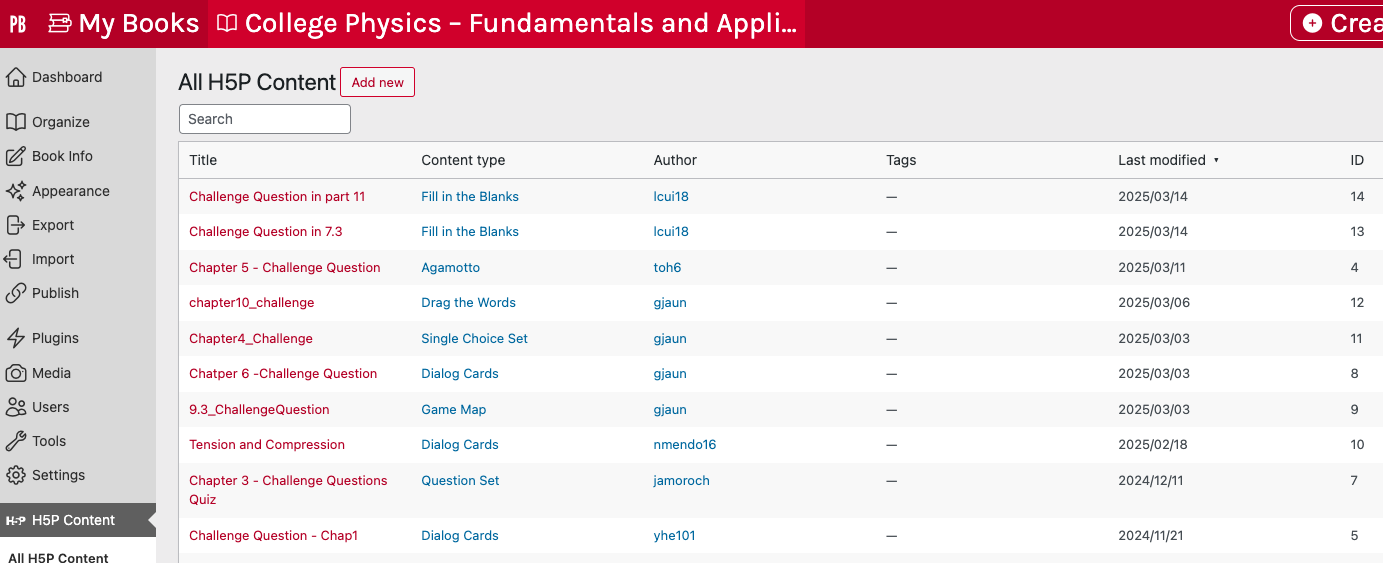 PB My Books College Physics – Fundamentals and Appli... Crea
Dashboard
Organize
Book Info
Appearance
Export
Import
Publish
Plugins
Media
Users
Tools
Settings
H5P H5P Content
All H5P Content
All H5P Content Add new
Search
Title Content type Author Tags Last modified ID
Challenge Question in part 11 Fill in the Blanks lcui18 — 2025/03/14 14
Challenge Question in 7.3 Fill in the Blanks lcui18 — 2025/03/14 13
Chapter 5 - Challenge Question Agamotto toh6 — 2025/03/11 4
chapter10_challenge Drag the Words gjaun — 2025/03/06 12
Chapter4_Challenge Single Choice Set gjaun — 2025/03/03 11
Chatper 6 -Challenge Question Dialog Cards gjaun — 2025/03/03 8
9.3_ChallengeQuestion Game Map gjaun — 2025/03/03 9
Tension and Compression Dialog Cards nmendo16 — 2025/02/18 10
Chapter 3 - Challenge Questions Question Set jamoroch — 2024/12/11 7
Quiz
Challenge Question - Chap1 Dialog Cards yhe101 — 2024/11/21 5